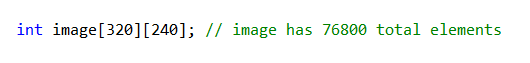 int image[320][240]; // image has 76800 total elements